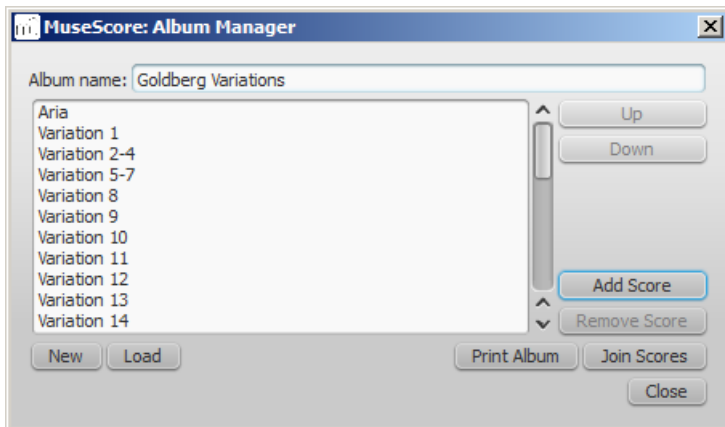 MuseScore: Album Manager
Album name: Goldberg Variations
Aria
Variation 1
Variation 2-4
Variation 5-7
Variation 8
Variation 9
Variation 10
Variation 11
Variation 12
Variation 13
Variation 14
Up
Down
Add Score
Remove Score
New Load Print Album Join Scores
Close